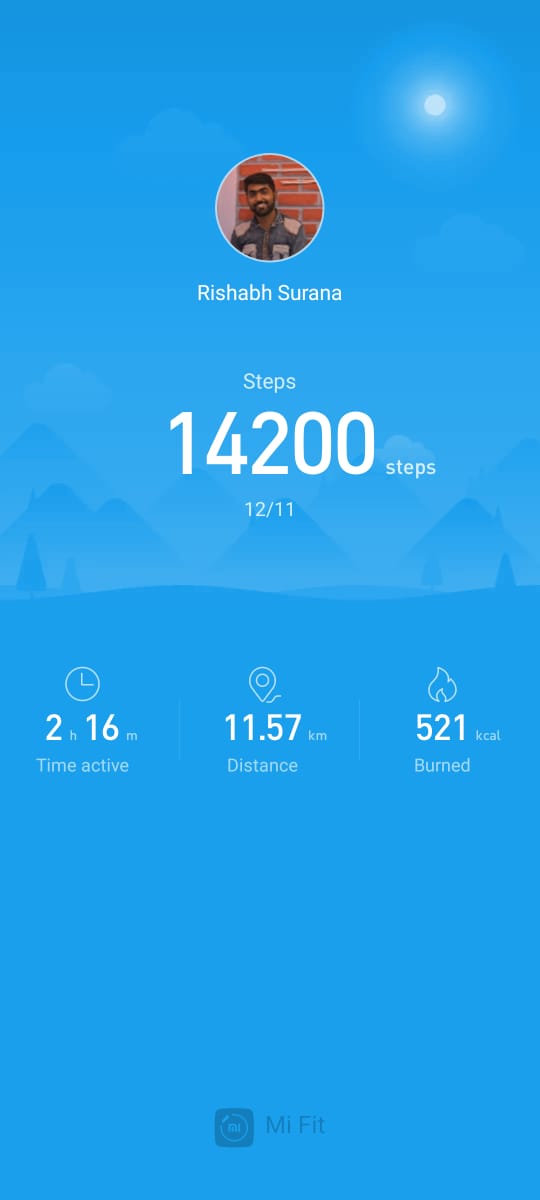 Rishabh Surana
Steps
14200 steps
12/11
2 h 16 m
Time active
11.57 km
Distance
521 kcal
Burned
mi Mi Fit